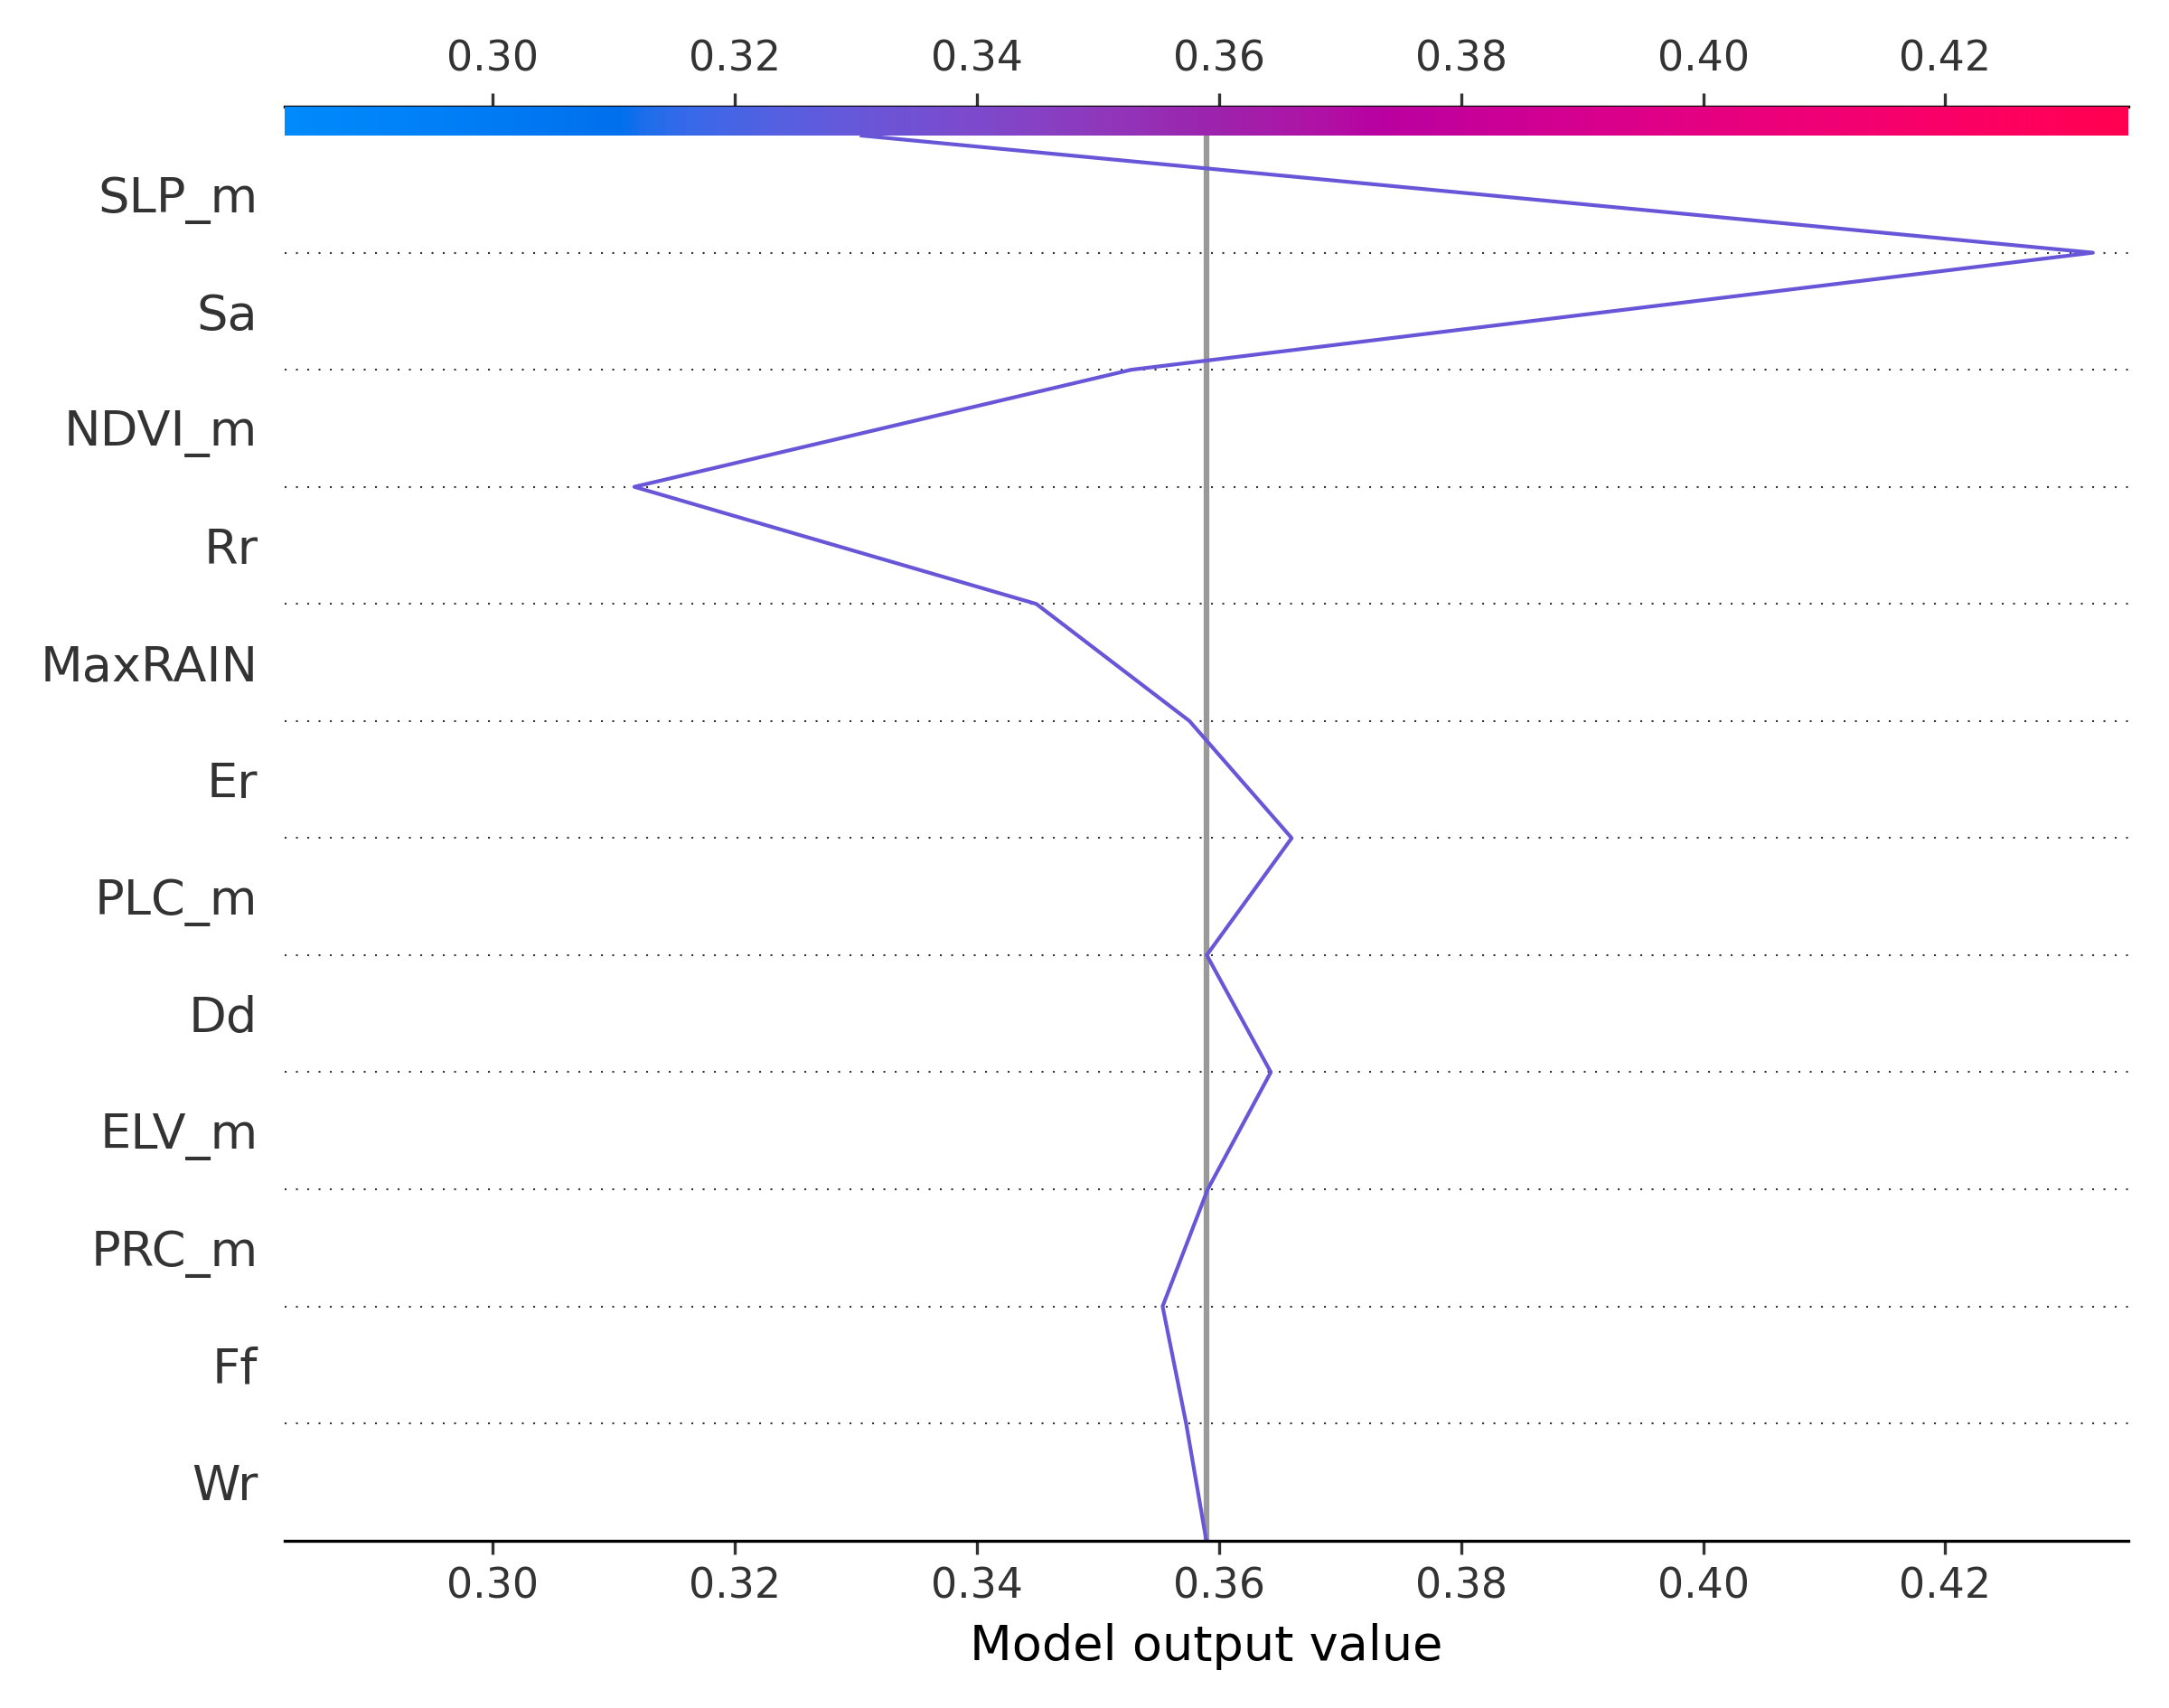 0.30 0.32 0.34 0.36 0.38 0.40 0.42
SLP_m
Sa
NDVI_m
Rr
MaxRAIN
Er
PLC_m
Dd
ELV_m
PRC_m
Ff
Wr
0.30 0.32 0.34 0.36 0.38 0.40 0.42
Model output value